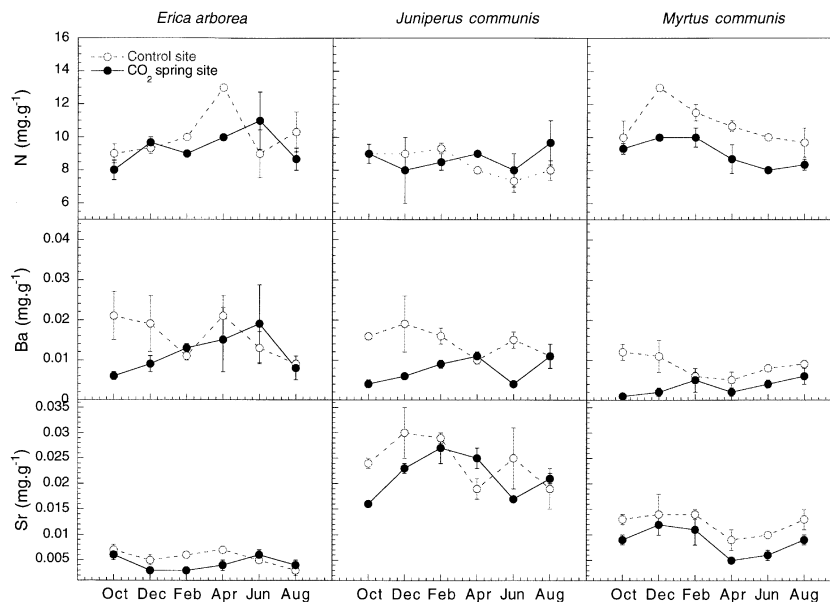 Erica arborea Juniperus communis Myrtus communis
16
14
12
10
8
6
N (mg.g-1)
Control site
CO2 spring site
0.04
0.03
0.02
0.01
0
Ba (mg.g-1)
0.035
0.03
0.025
0.02
0.015
0.01
0.005
Sr (mg.g-1)
Oct Dec Feb Apr Jun Aug Oct Dec Feb Apr Jun Aug Oct Dec Feb Apr Jun Aug